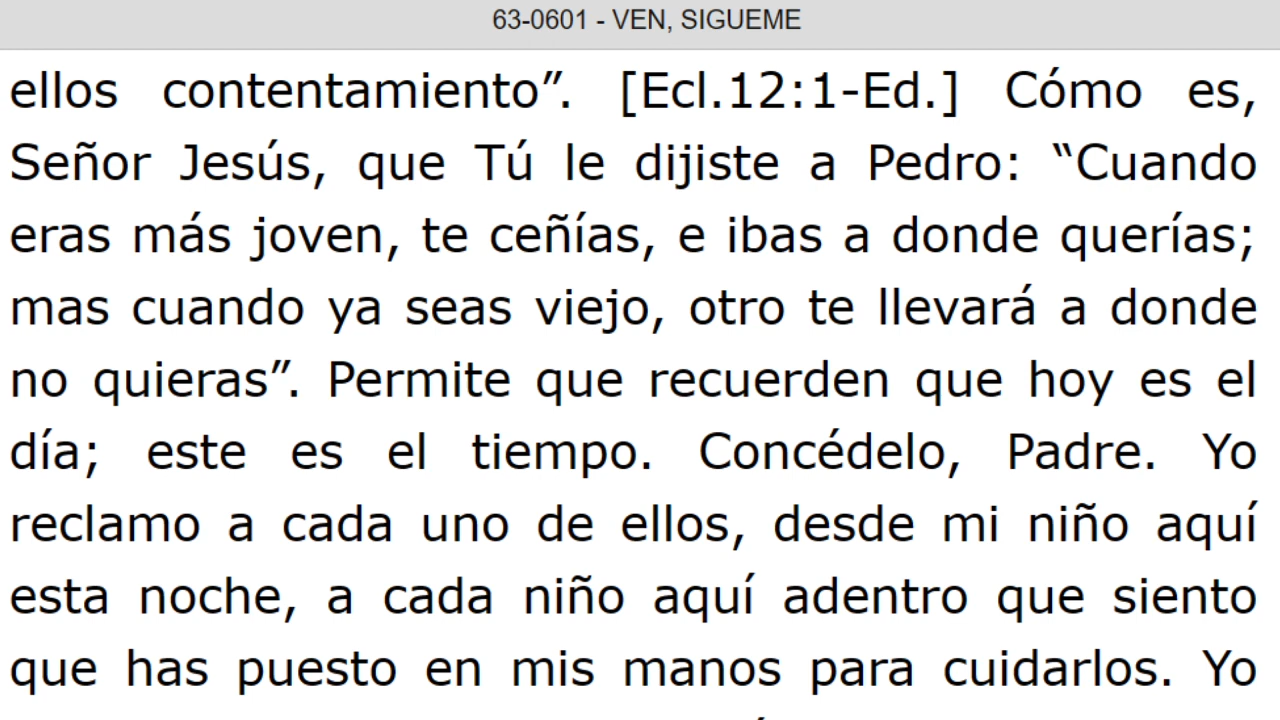 63-0601 - VEN, SIGUEME
ellos contentamiento”. [Ecl.12:1-Ed.] Cómo es,
Señor Jesús, que Tú le dijiste a Pedro: “Cuando
eras más joven, te ceñías, e ibas a donde querías;
mas cuando ya seas viejo, otro te llevará a donde
no quieras”. Permite que recuerden que hoy es el
día; este es el tiempo. Concédelo, Padre. Yo
reclamo a cada uno de ellos, desde mi niño aquí
esta noche, a cada niño aquí adentro que siento
que has puesto en mis manos para cuidarlos. Yo